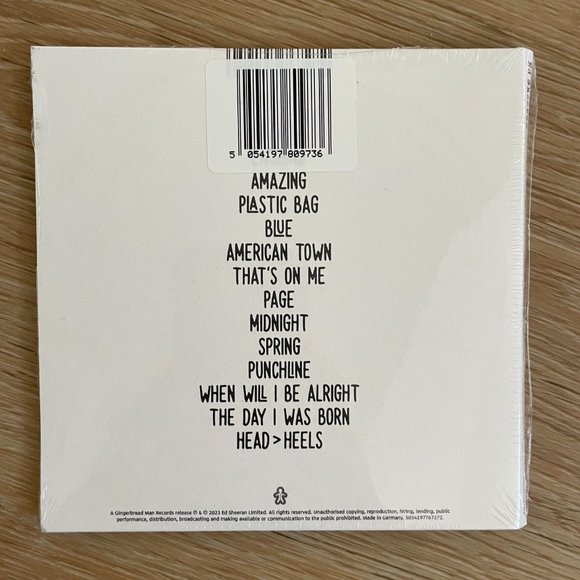 5 054197 809736
AMAZING
PLASTIC BAG
BLUE
AMERICAN TOWN
THAT'S ON ME
PAGE
MIDNIGHT
SPRING
PUNCHLINE
WHEN WILL I BE ALRIGHT
THE DAY I WAS BORN
HEAD > HEELS
A Gingerbread Man Records release ℗ & © 2023 Ed Sheeran Limited. All rights reserved. Unauthorised copying, reproduction, hiring, lending, public
performance, distribution, broadcasting and making available or communication to the public prohibited. Made in Germany. 5054197767272.